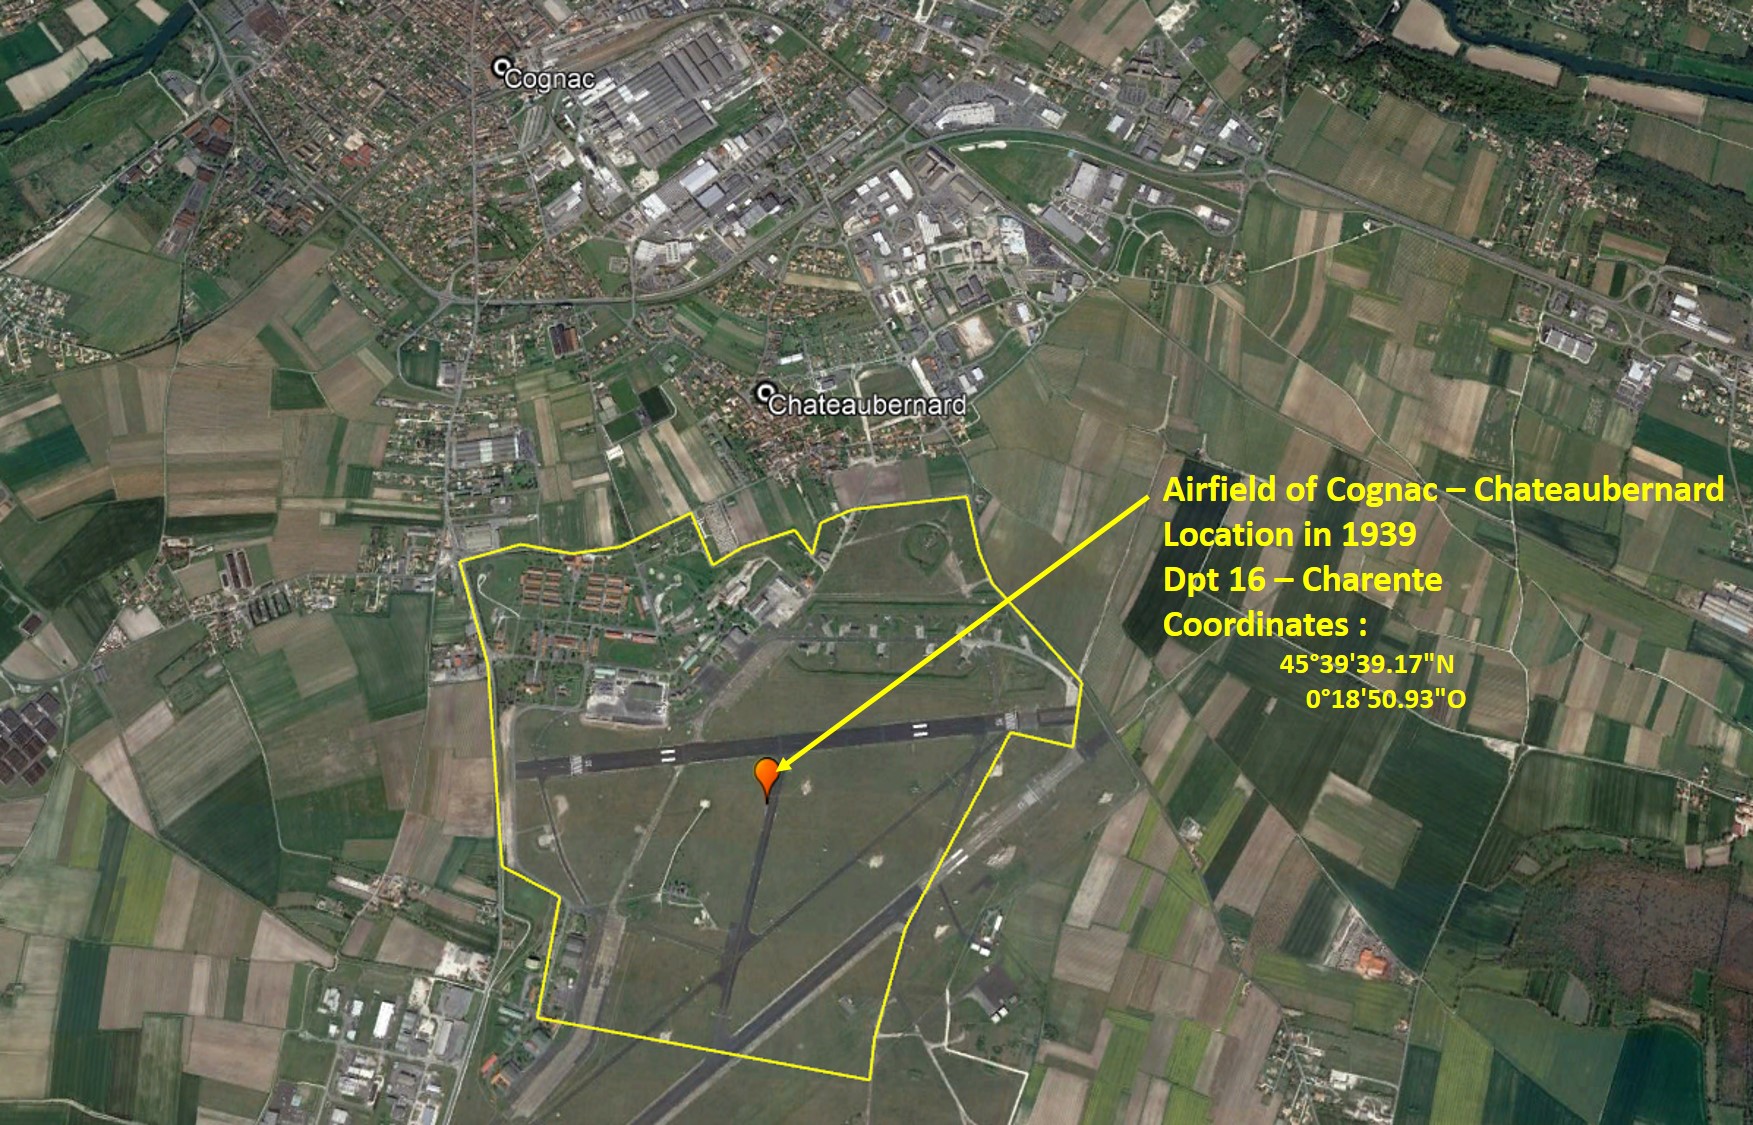 Cognac
Chateaubernard
Airfield of Cognac – Chateaubernard
Location in 1939
Dpt 16 – Charente
Coordinates :
45°39'39.17"N
0°18'50.93"O